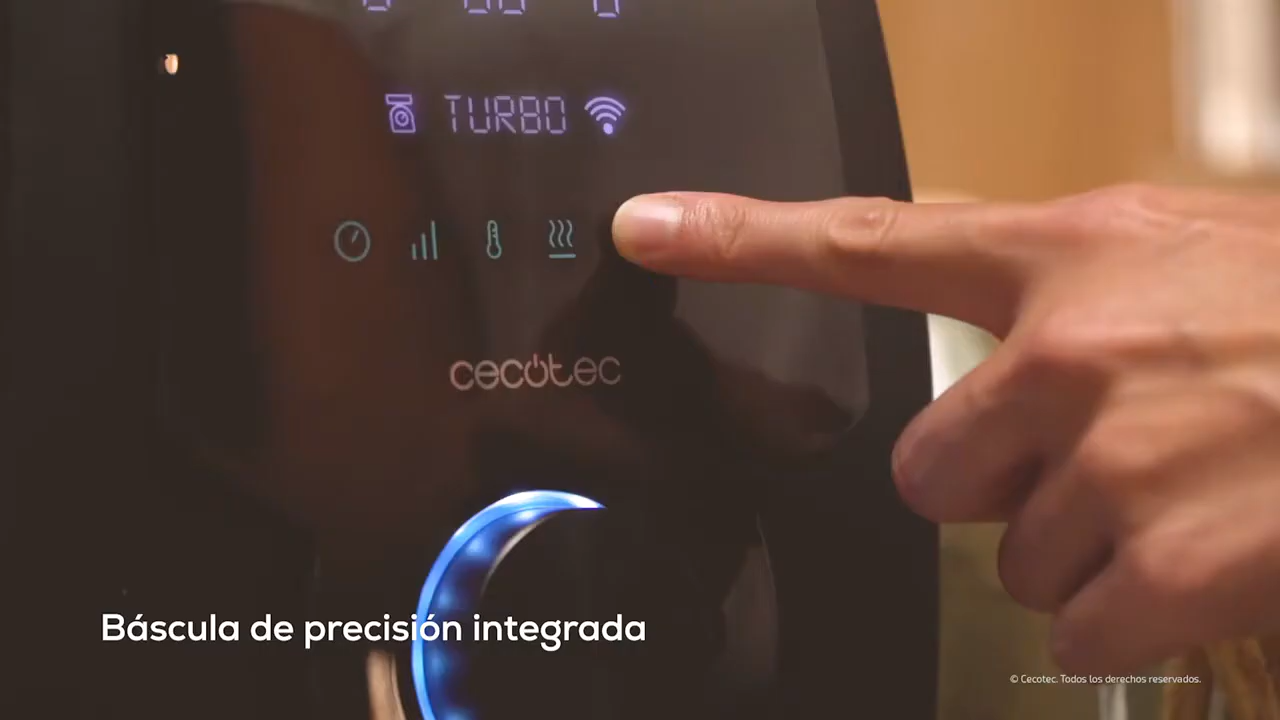 TURBO
cecotec
Báscula de precisión integrada
© Cecotec. Todos los derechos reservados.